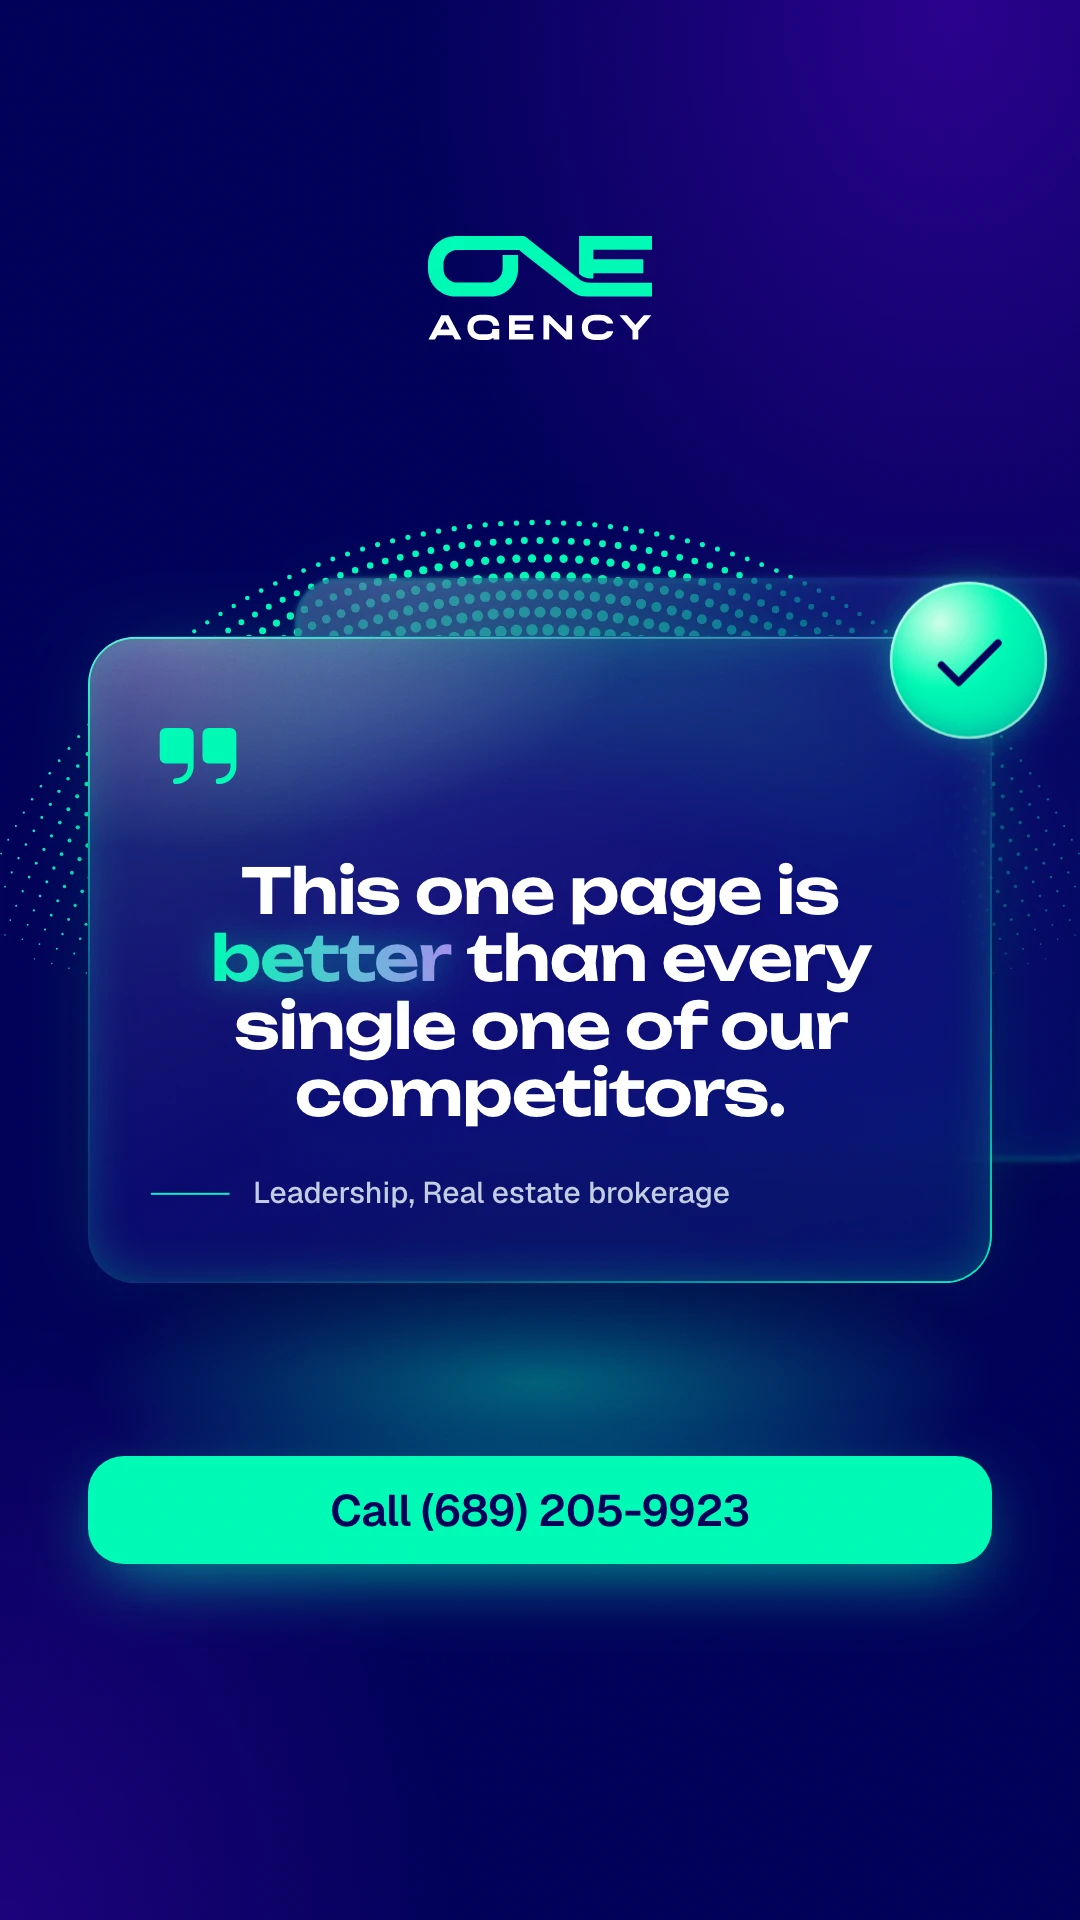 ONE
AGENCY
”
This one page is
better than every
single one of our
competitors.
Leadership, Real estate brokerage
Call (689) 205-9923